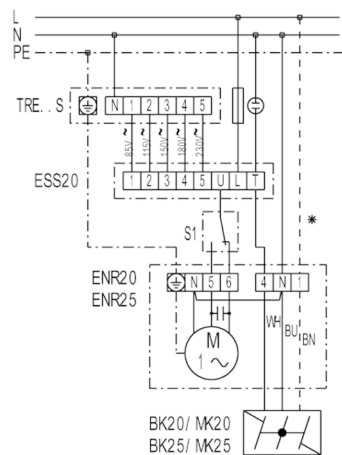 L
N
PE
TRE. . S
N 1 2 3 4 5
~ ~ ~ ~ ~
85V 115V 150V 180V 230V
ESS20
1 2 3 4 5 U L T
S1
*
ENR20
ENR25
N 5 6
4 N 1
M
1 ~
WH BU BN
BK20/ MK20
BK25/ MK25